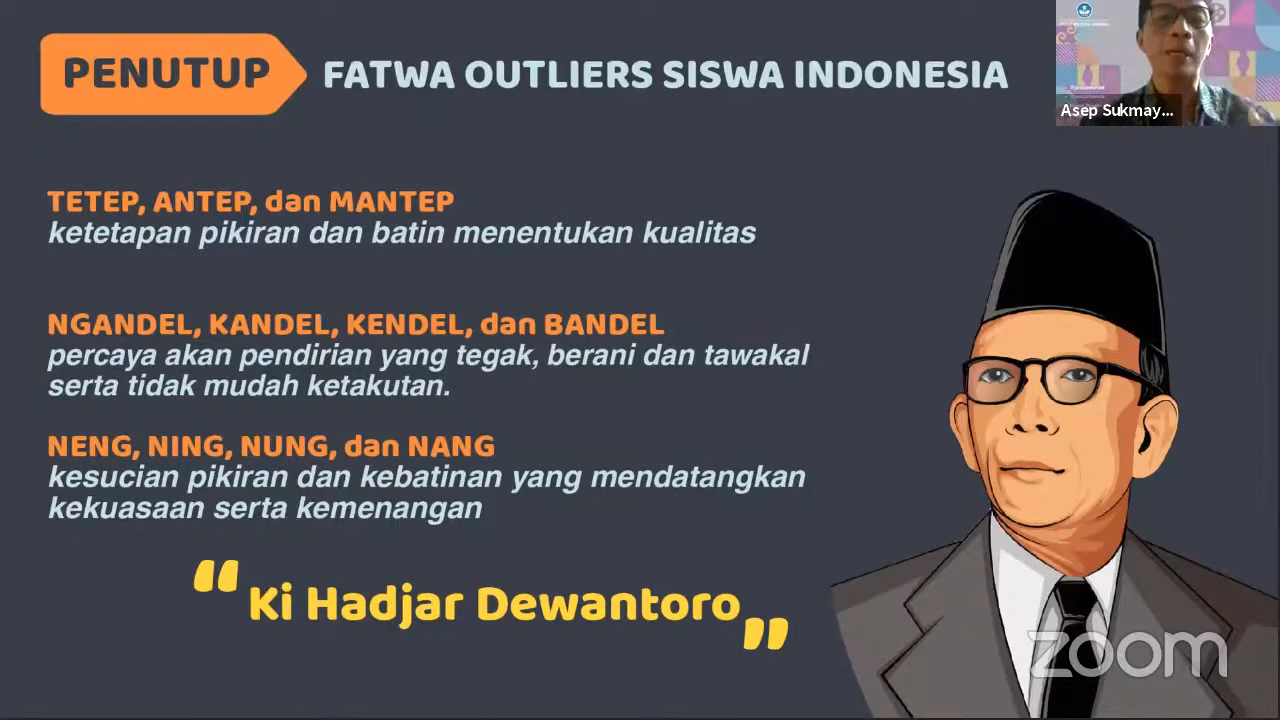 PENUTUP
FATWA OUTLIERS SISWA INDONESIA
Asep Sukmay...
TETEP, ANTEP, dan MANTEP
ketetapan pikiran dan batin menentukan kualitas
NGANDEL, KANDEL, KENDEL, dan BANDEL
percaya akan pendirian yang tegak, berani dan tawakal
serta tidak mudah ketakutan.
NENG, NING, NUNG, dan NANG
kesucian pikiran dan kebatinan yang mendatangkan
kekuasaan serta kemenangan
“Ki Hadjar Dewantoro”
zoom